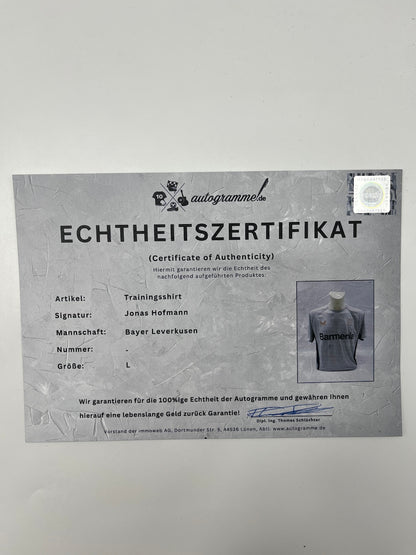 10
autogramme.de
ECHTHEITSZERTIFIKAT
(Certificate of Authenticity)
Hiermit garantieren wir die Echtheit des
nachfolgend aufgeführten Produktes:
Artikel: Trainingsshirt
Signatur: Jonas Hofmann
Mannschaft: Bayer Leverkusen
Nummer: .
Größe: L
Barmenia
Wir garantieren für die 100%ige Echtheit der Autogramme und gewähren Ihnen
hierauf eine lebenslange Geld zurück Garantie!
Dipl. Ing. Thomas Schlüchter
Vorstand der immoweb AG, Dortmunder Str. 5, 44536 Lünen, Abtl. www.autogramme.de